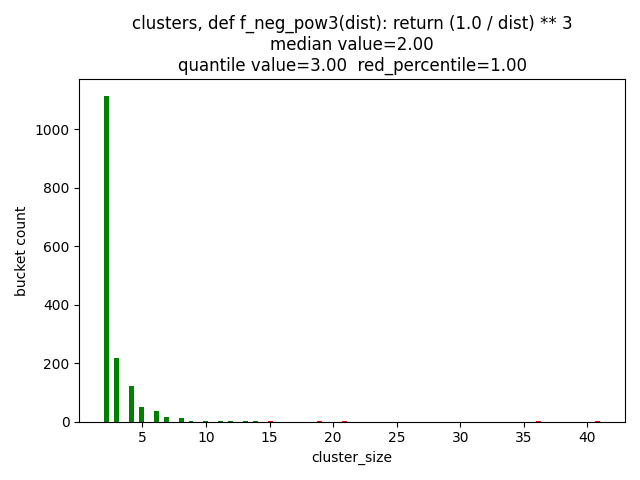 clusters, def f_neg_pow3(dist): return (1.0 / dist) ** 3
median value=2.00
quantile value=3.00  red_percentile=1.00
bucket count
1000
800
600
400
200
0
5 10 15 20 25 30 35 40
cluster_size